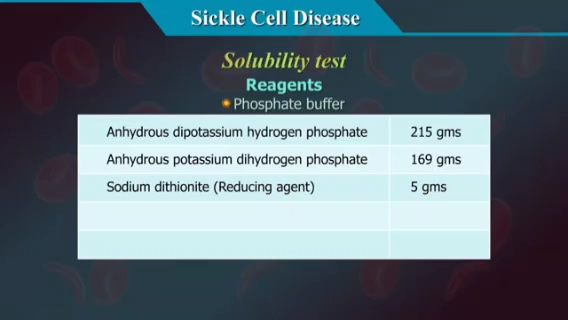 Sickle Cell Disease
Solubility test
Reagents
Phosphate buffer
Anhydrous dipotassium hydrogen phosphate 215 gms
Anhydrous potassium dihydrogen phosphate 169 gms
Sodium dithionite (Reducing agent) 5 gms